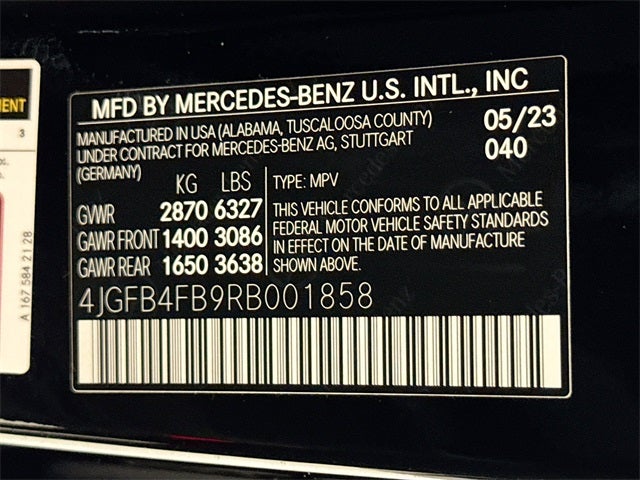 MFD BY MERCEDES-BENZ U.S. INTL., INC
MANUFACTURED IN USA (ALABAMA, TUSCALOOSA COUNTY)
UNDER CONTRACT FOR MERCEDES-BENZ AG, STUTTGART
(GERMANY)
05/23
040
KG LBS
GVWR 2870 6327
GAWR FRONT 1400 3086
GAWR REAR 1650 3638
TYPE: MPV
THIS VEHICLE CONFORMS TO ALL APPLICABLE
FEDERAL MOTOR VEHICLE SAFETY STANDARDS
IN EFFECT ON THE DATE OF MANUFACTURE
SHOWN ABOVE.
4JGFB4FB9RB001858
3
A 167 584 21 28